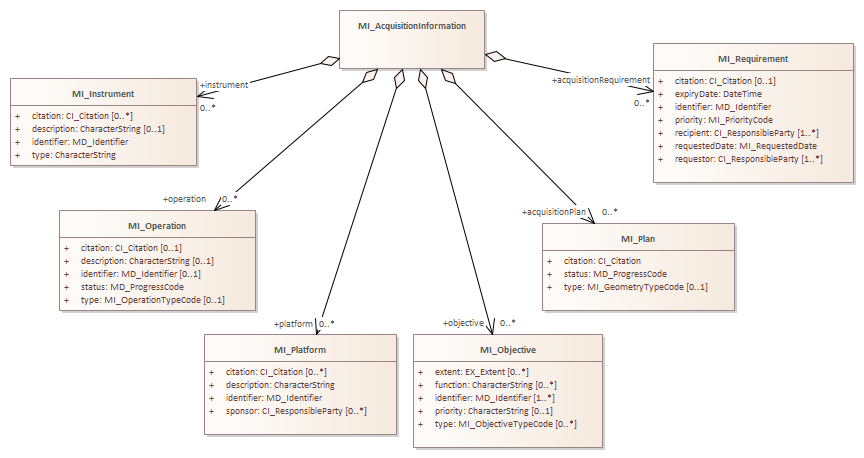 MI_AcquisitionInformation
+instrument
0..*
+acquisitionRequirement
0..*
MI_Requirement
+ citation: CI_Citation [0..1]
+ expiryDate: DateTime
+ identifier: MD_Identifier
+ priority: MI_PriorityCode
+ recipient: CI_ResponsibleParty [1..*]
+ requestedDate: MI_RequestedDate
+ requestor: CI_ResponsibleParty [1..*]
MI_Instrument
+ citation: CI_Citation [0..*]
+ description: CharacterString [0..1]
+ identifier: MD_Identifier
+ type: CharacterString
+operation
0..*
+acquisitionPlan
0..*
MI_Operation
+ citation: CI_Citation [0..1]
+ description: CharacterString [0..1]
+ identifier: MD_Identifier [0..1]
+ status: MD_ProgressCode
+ type: MI_OperationTypeCode [0..1]
MI_Plan
+ citation: CI_Citation
+ status: MD_ProgressCode
+ type: MI_GeometryTypeCode [0..1]
+platform
0..*
+objective
0..*
MI_Platform
+ citation: CI_Citation [0..*]
+ description: CharacterString
+ identifier: MD_Identifier
+ sponsor: CI_ResponsibleParty [0..*]
MI_Objective
+ extent: EX_Extent [0..*]
+ function: CharacterString [0..*]
+ identifier: MD_Identifier [1..*]
+ priority: CharacterString [0..1]
+ type: MI_ObjectiveTypeCode [0..*]